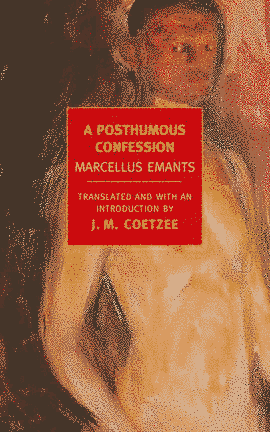 A POSTHUMOUS
CONFESSION
MARCELLUS EMANTS
TRANSLATED AND WITH AN
INTRODUCTION BY
J. M. COETZEE